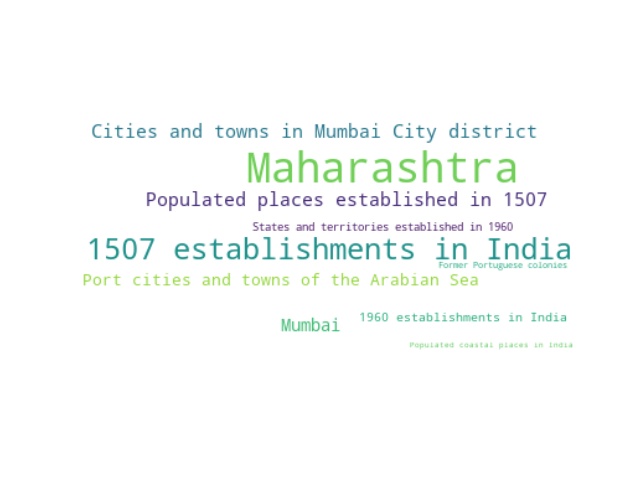 Cities and towns in Mumbai City district
Maharashtra
Populated places established in 1507
States and territories established in 1960
1507 establishments in India
Former Portuguese colonies
Port cities and towns of the Arabian Sea
1960 establishments in India
Mumbai
Populated coastal places in India